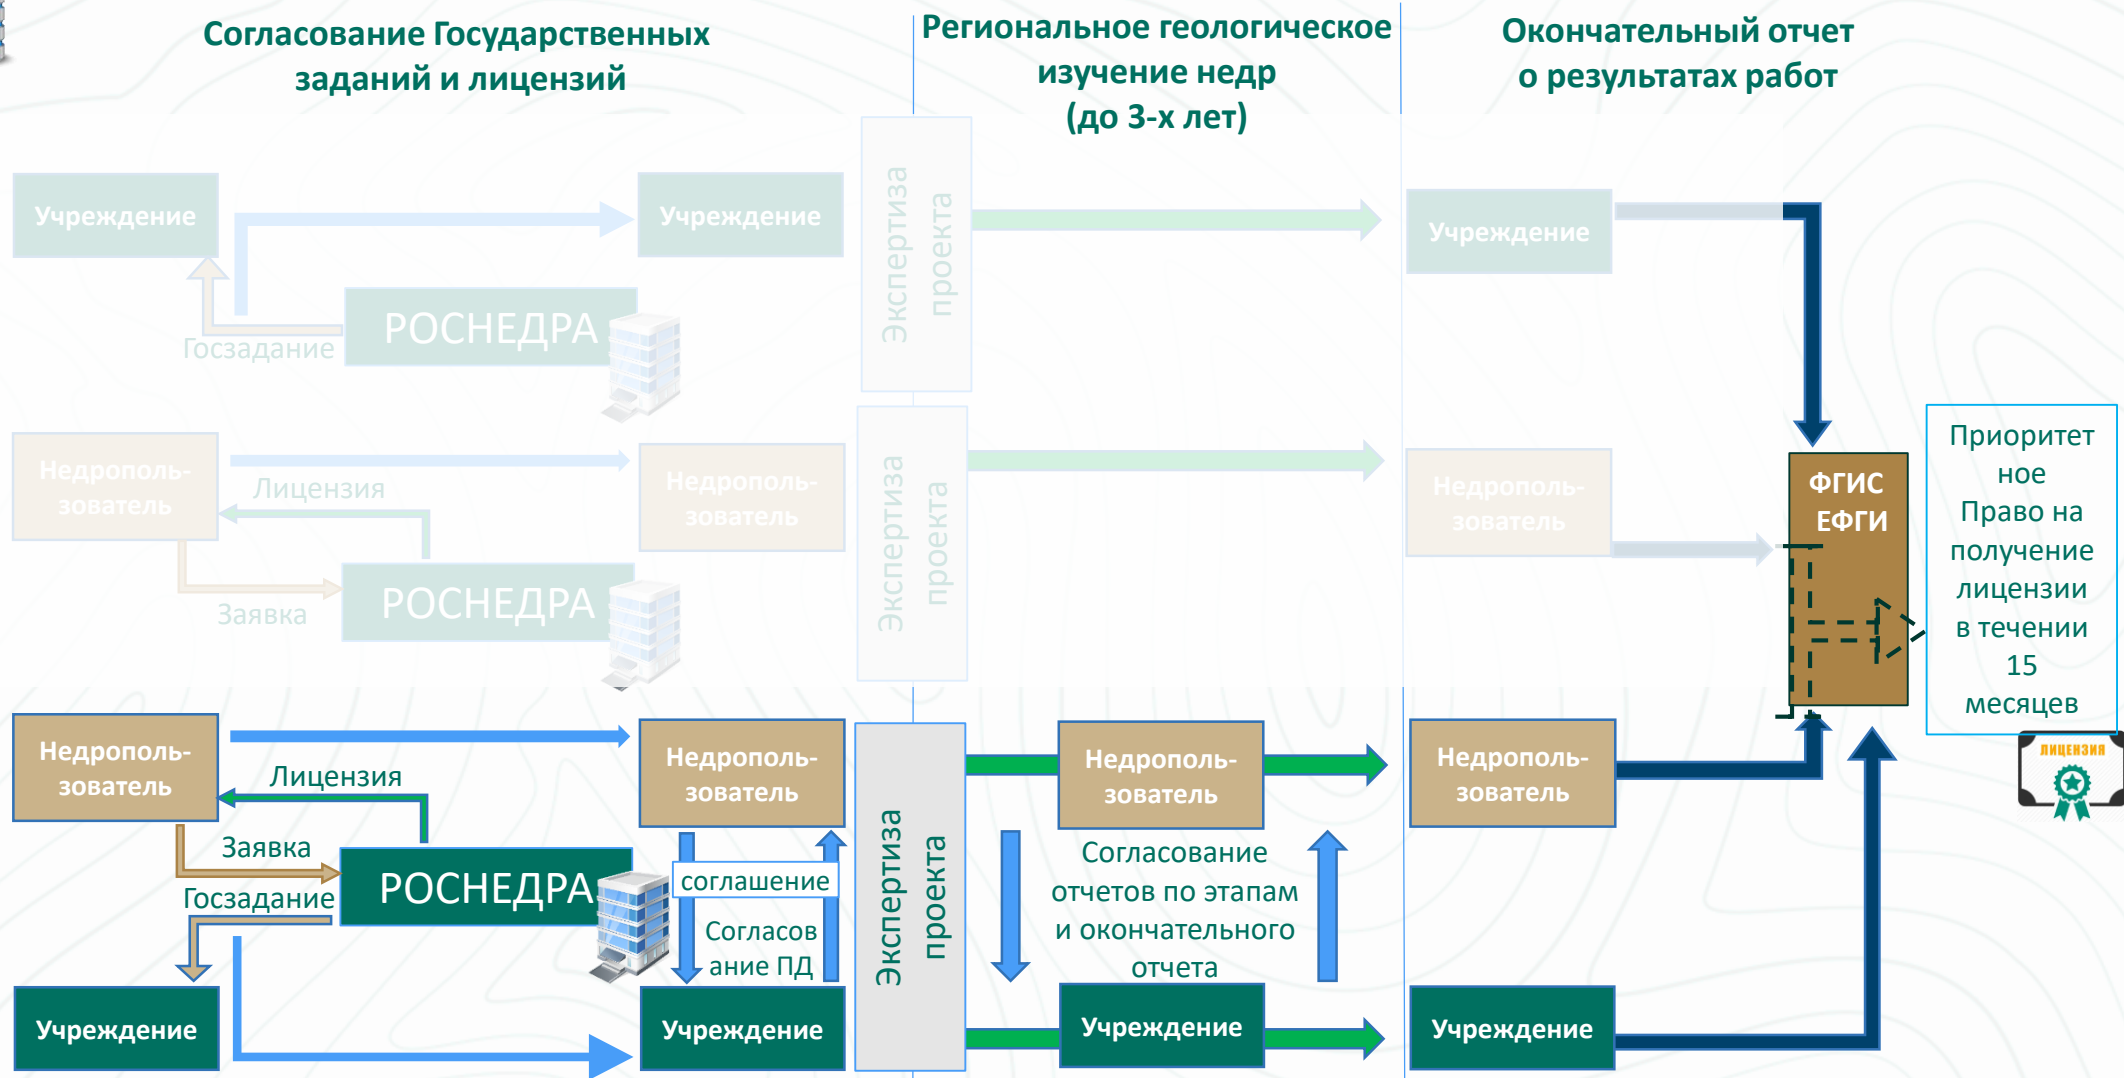 Согласование Государственных
заданий и лицензий
Региональное геологическое
изучение недр
(до 3-х лет)
Окончательный отчет
о результатах работ
Учреждение
Учреждение
РОСНЕДРА
Госзадание
Экспертиза
проекта
Учреждение
Недрополь-
зователь
Лицензия
Заявка
РОСНЕДРА
Недрополь-
зователь
Экспертиза
проекта
Недрополь-
зователь
ФГИС
ЕФГИ
Приоритет
ное
Право на
получение
лицензии
в течении
15
месяцев
ЛИЦЕНЗИЯ
Недрополь-
зователь
Лицензия
Заявка
Госзадание
РОСНЕДРА
Учреждение
Недрополь-
зователь
соглашение
Согласов
ание ПД
Учреждение
Экспертиза
проекта
Недрополь-
зователь
Согласование
отчетов по этапам
и окончательного
отчета
Учреждение
Недрополь-
зователь
Учреждение